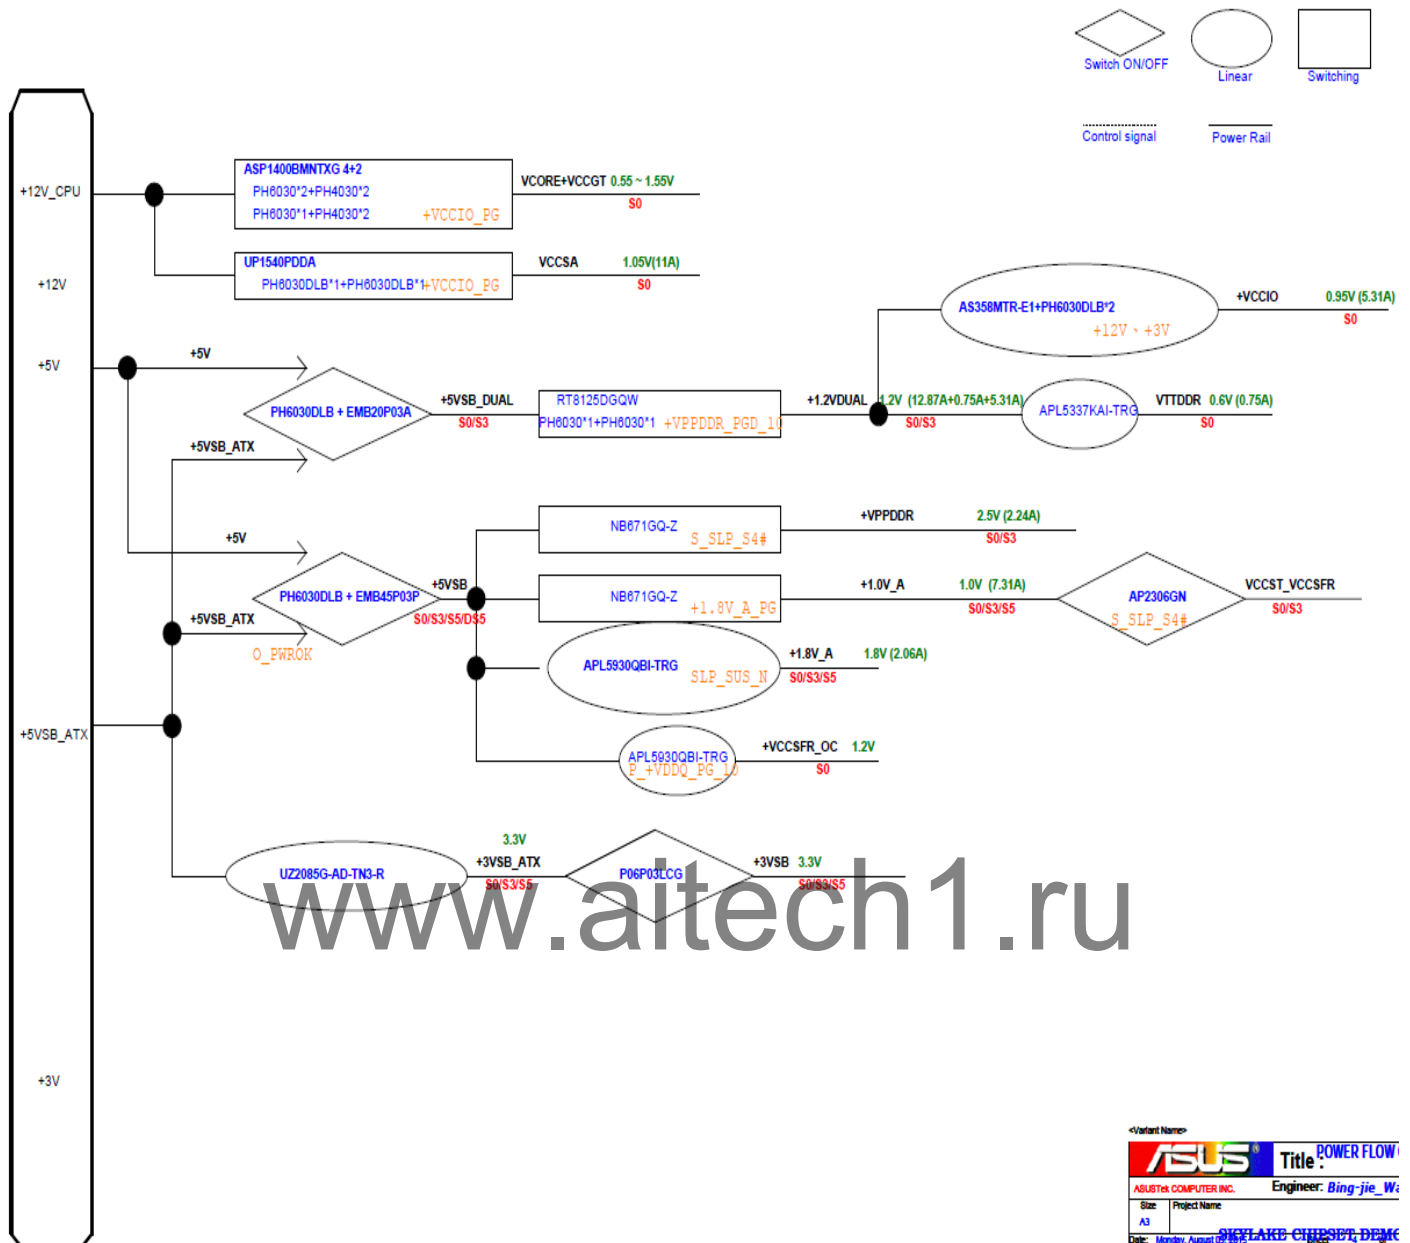 Switch ON/OFF
Linear
Switching
Control signal
Power Rail
+12V_CPU
+12V
+5V
+5VSB_ATX
+3V
ASP1400BMNTXG 4+2
PH6030*2+PH4030*2
PH6030*1+PH4030*2
+VCCIO_PG
VCORE+VCCGT 0.55 ~ 1.55V
S0
UP1540PDDA
PH6030DLB*1+PH6030DLB*1
+VCCIO_PG
VCCSA 1.05V(11A)
S0
AS358MTR-E1+PH6030DLB*2
+12V、+3V
+VCCIO 0.95V (5.31A)
S0
+5V
PH6030DLB + EMB20P03A
+5VSB_ATX
+5VSB_DUAL
S0/S3
RT8125DGQW
PH6030*1+PH6030*1 +VPPDDR_PGD_10
+1.2VDUAL 1.2V (12.87A+0.75A+5.31A)
S0/S3
APL5337KAI-TRG
VTTDDR 0.6V (0.75A)
S0
+5V
PH6030DLB + EMB45P03P
+5VSB_ATX
O_PWROK
+5VSB
S0/S3/S5/DS5
NB671GQ-Z
S_SLP_S4#
+VPPDDR 2.5V (2.24A)
S0/S3
NB671GQ-Z
+1.8V_A_PG
+1.0V_A 1.0V (7.31A)
S0/S3/S5
AP2306GN
S_SLP_S4#
VCCST_VCCSFR
S0/S3
APL5930QBI-TRG
SLP_SUS_N
+1.8V_A 1.8V (2.06A)
S0/S3/S5
APL5930QBI-TRG
P_+VDDQ_PG_10
+VCCSFR_OC 1.2V
S0
UZ2085G-AD-TN3-R
3.3V
+3VSB_ATX
S0/S3/S5
P06P03LCG
+3VSB 3.3V
S0/S3/S5
www.aitech1.ru
<Variant Name>
ASUS
Title : POWER FLOW
ASUSTek COMPUTER INC.
Engineer: Bing-jie_Wa
Size
Project Name
A3
SKYLAKE CHIPSET DEMO
Date: Monday, August